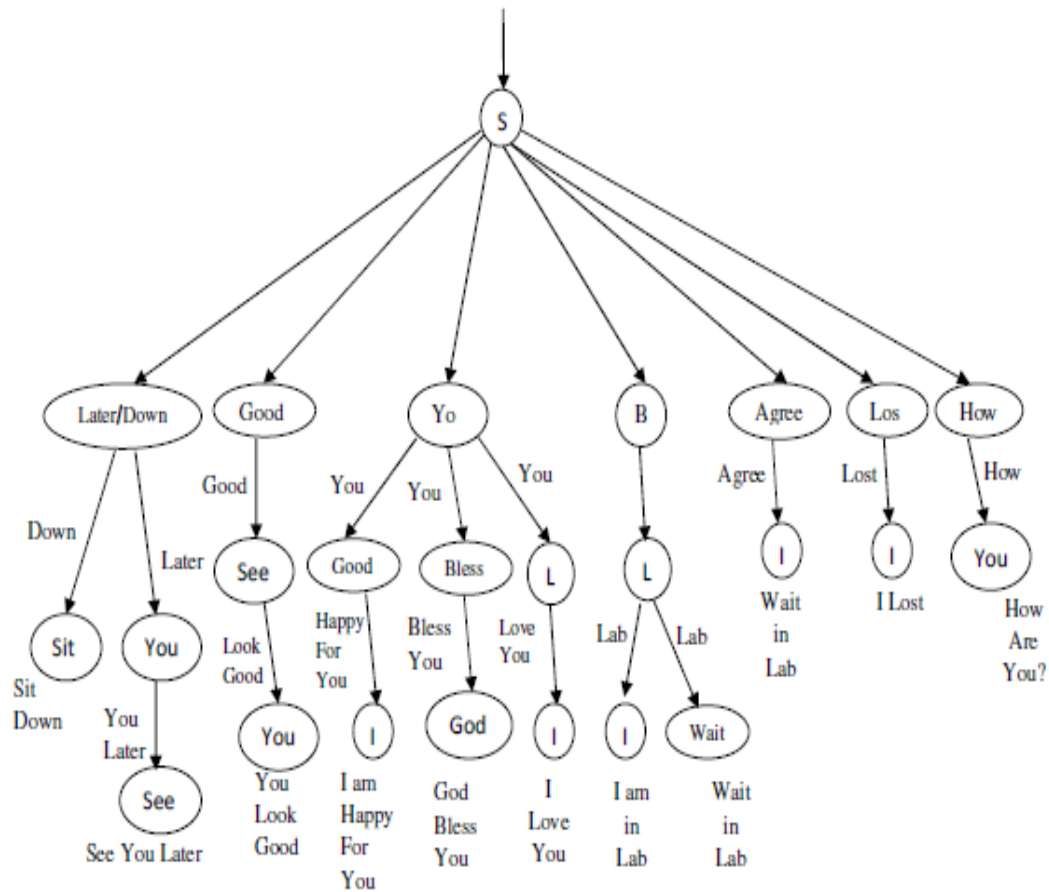 S
Later/Down
Good
Yo
B
Agree
Los
How
Good
You
You
You
Agree
Lost
How
Down
Later
See
Good
Bless
L
L
I
I
You
Sit
You
Look
Good
Happy
For
You
Bless
You
Love
You
Lab
Lab
Wait
in
Lab
I Lost
How
Are
You?
Sit
Down
You
Later
You
I
God
I
I
Wait
See
See You Later
You
Look
Good
I am
Happy
For
You
God
Bless
You
I
Love
You
I am
in
Lab
Wait
in
Lab